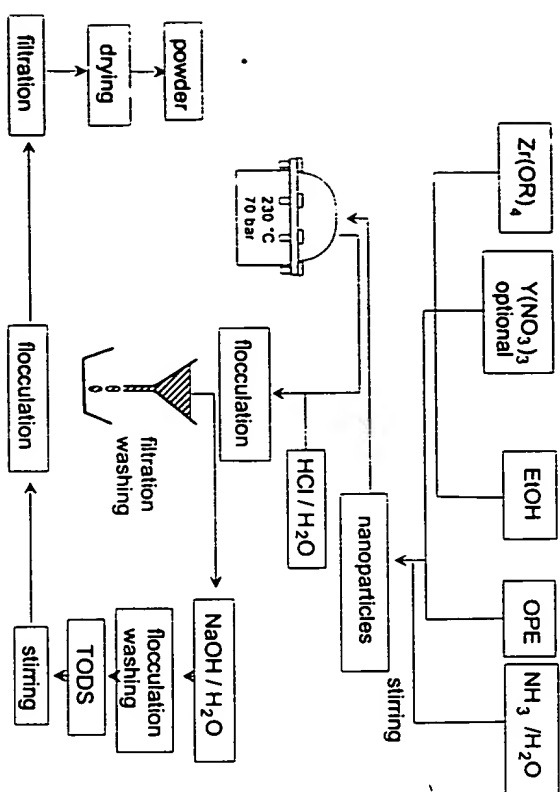 Zr(OR)4
Y(NO3)3
optional
EtOH
OPE
NH3 /H2O
stirring
nanoparticles
230 °C
70 bar
HCl / H2O
flocculation
filtration
washing
NaOH / H2O
flocculation
washing
TODS
stirring
flocculation
filtration
drying
powder